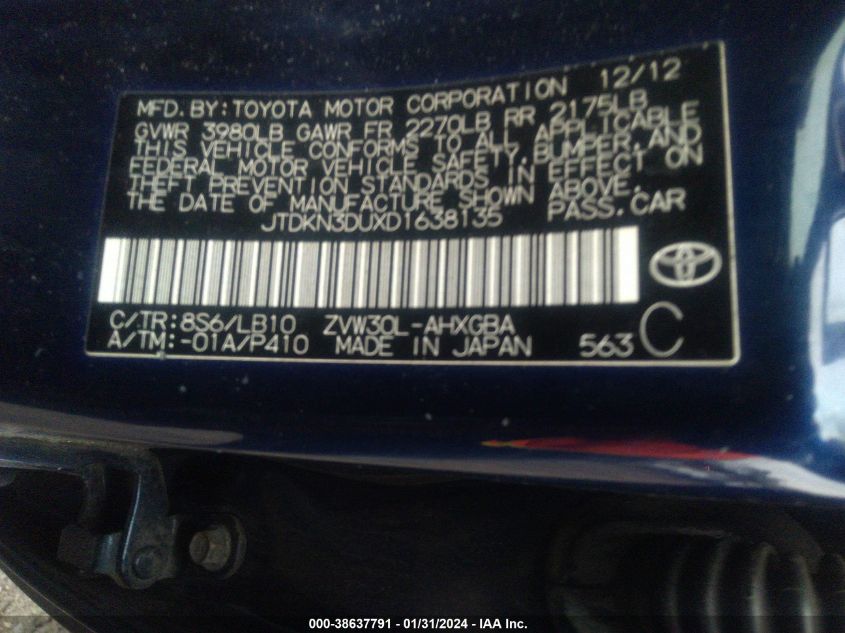 MFD. BY: TOYOTA MOTOR CORPORATION 12/12
GVWR 3980LB GAWR FR 2270LB RR 2175LB
THIS VEHICLE CONFORMS TO ALL APPLICABLE
FEDERAL MOTOR VEHICLE SAFETY, BUMPER, AND
THEFT PREVENTION STANDARDS IN EFFECT ON
THE DATE OF MANUFACTURE SHOWN ABOVE.
JTDKN3DUXD1638135 PASS. CAR
C/TR: 8S6/LB10 ZVW30L-AHXGBA
A/TM: -01A/P410 MADE IN JAPAN 563 C
000-38637791 - 01/31/2024 - IAA Inc.